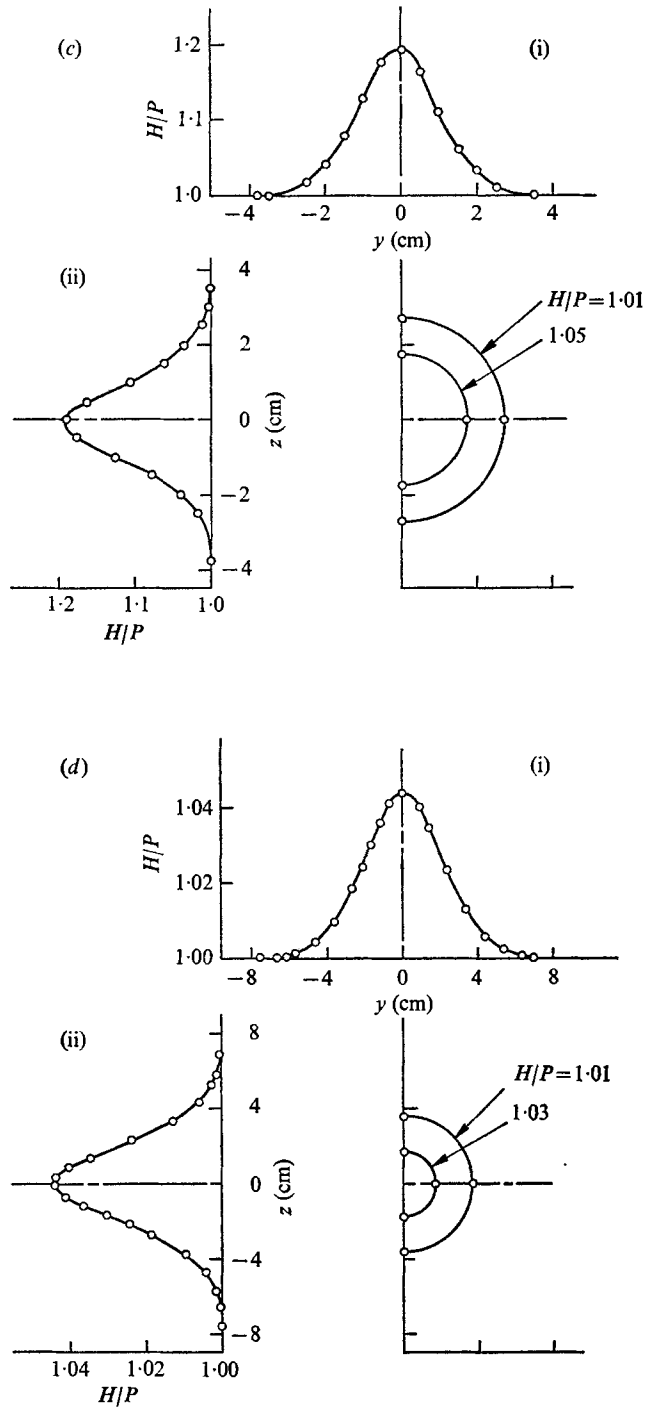 (c)
(i)
1·2
1·1
1·0
H/P
−4 −2 0 2 4
y (cm)
(ii)
4
2
0
−2
−4
z (cm)
1·2 1·1 1·0
H/P
H/P=1·01
1·05
(d)
(i)
1·04
1·02
1·00
H/P
−8 −4 0 4 8
y (cm)
(ii)
8
4
0
−4
−8
z (cm)
1·04 1·02 1·00
H/P
H/P=1·01
1·03